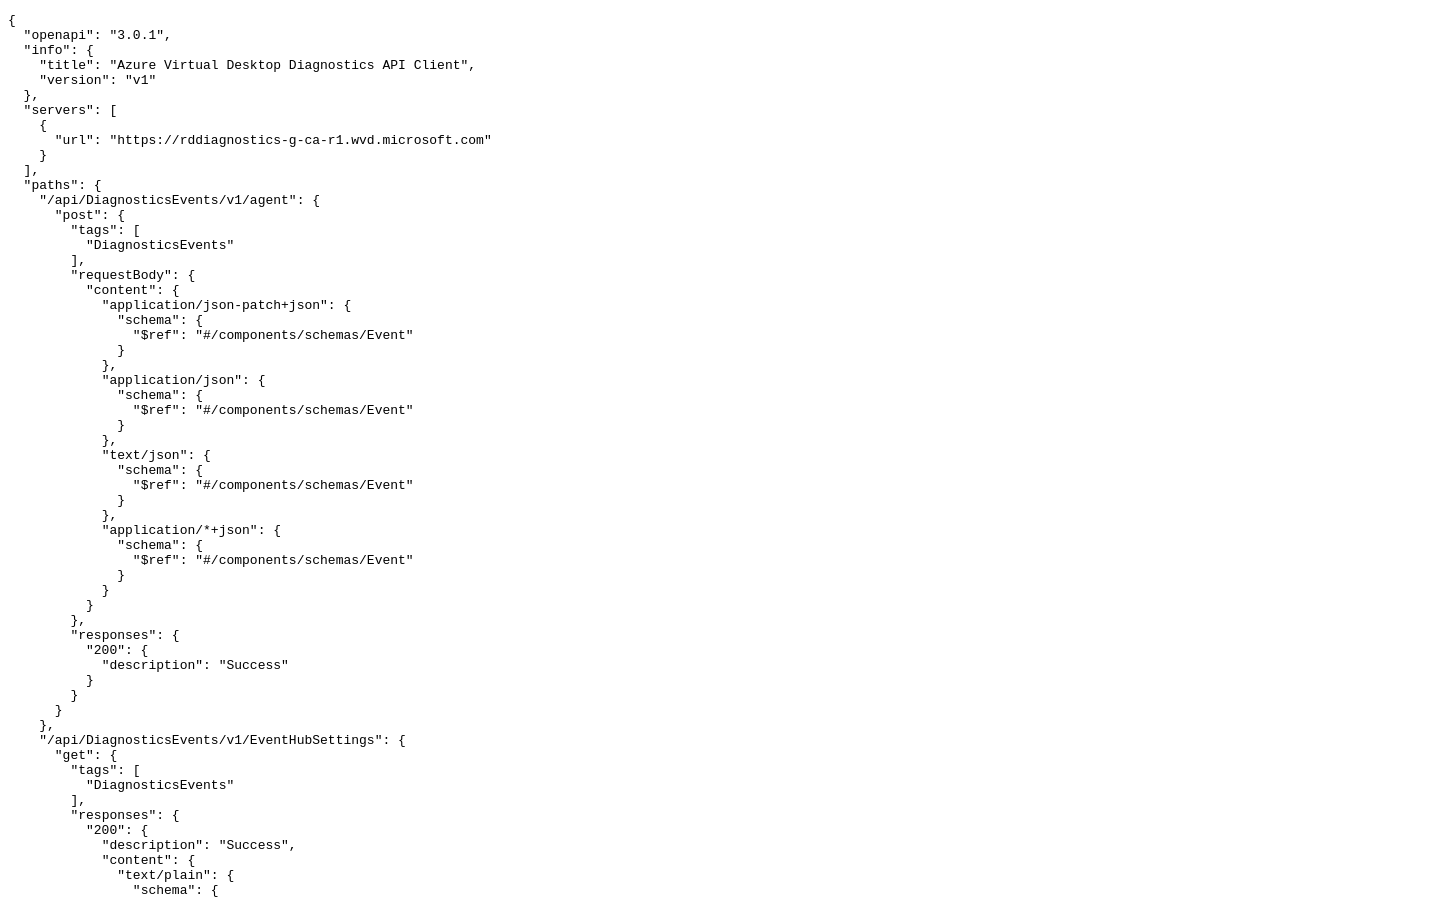 {
  "openapi": "3.0.1",
  "info": {
    "title": "Azure Virtual Desktop Diagnostics API Client",
    "version": "v1"
  },
  "servers": [
    {
      "url": "https://rddiagnostics-g-ca-r1.wvd.microsoft.com"
    }
  ],
  "paths": {
    "/api/DiagnosticsEvents/v1/agent": {
      "post": {
        "tags": [
          "DiagnosticsEvents"
        ],
        "requestBody": {
          "content": {
            "application/json-patch+json": {
              "schema": {
                "$ref": "#/components/schemas/Event"
              }
            },
            "application/json": {
              "schema": {
                "$ref": "#/components/schemas/Event"
              }
            },
            "text/json": {
              "schema": {
                "$ref": "#/components/schemas/Event"
              }
            },
            "application/*+json": {
              "schema": {
                "$ref": "#/components/schemas/Event"
              }
            }
          }
        },
        "responses": {
          "200": {
            "description": "Success"
          }
        }
      }
    },
    "/api/DiagnosticsEvents/v1/EventHubSettings": {
      "get": {
        "tags": [
          "DiagnosticsEvents"
        ],
        "responses": {
          "200": {
            "description": "Success",
            "content": {
              "text/plain": {
                "schema": {